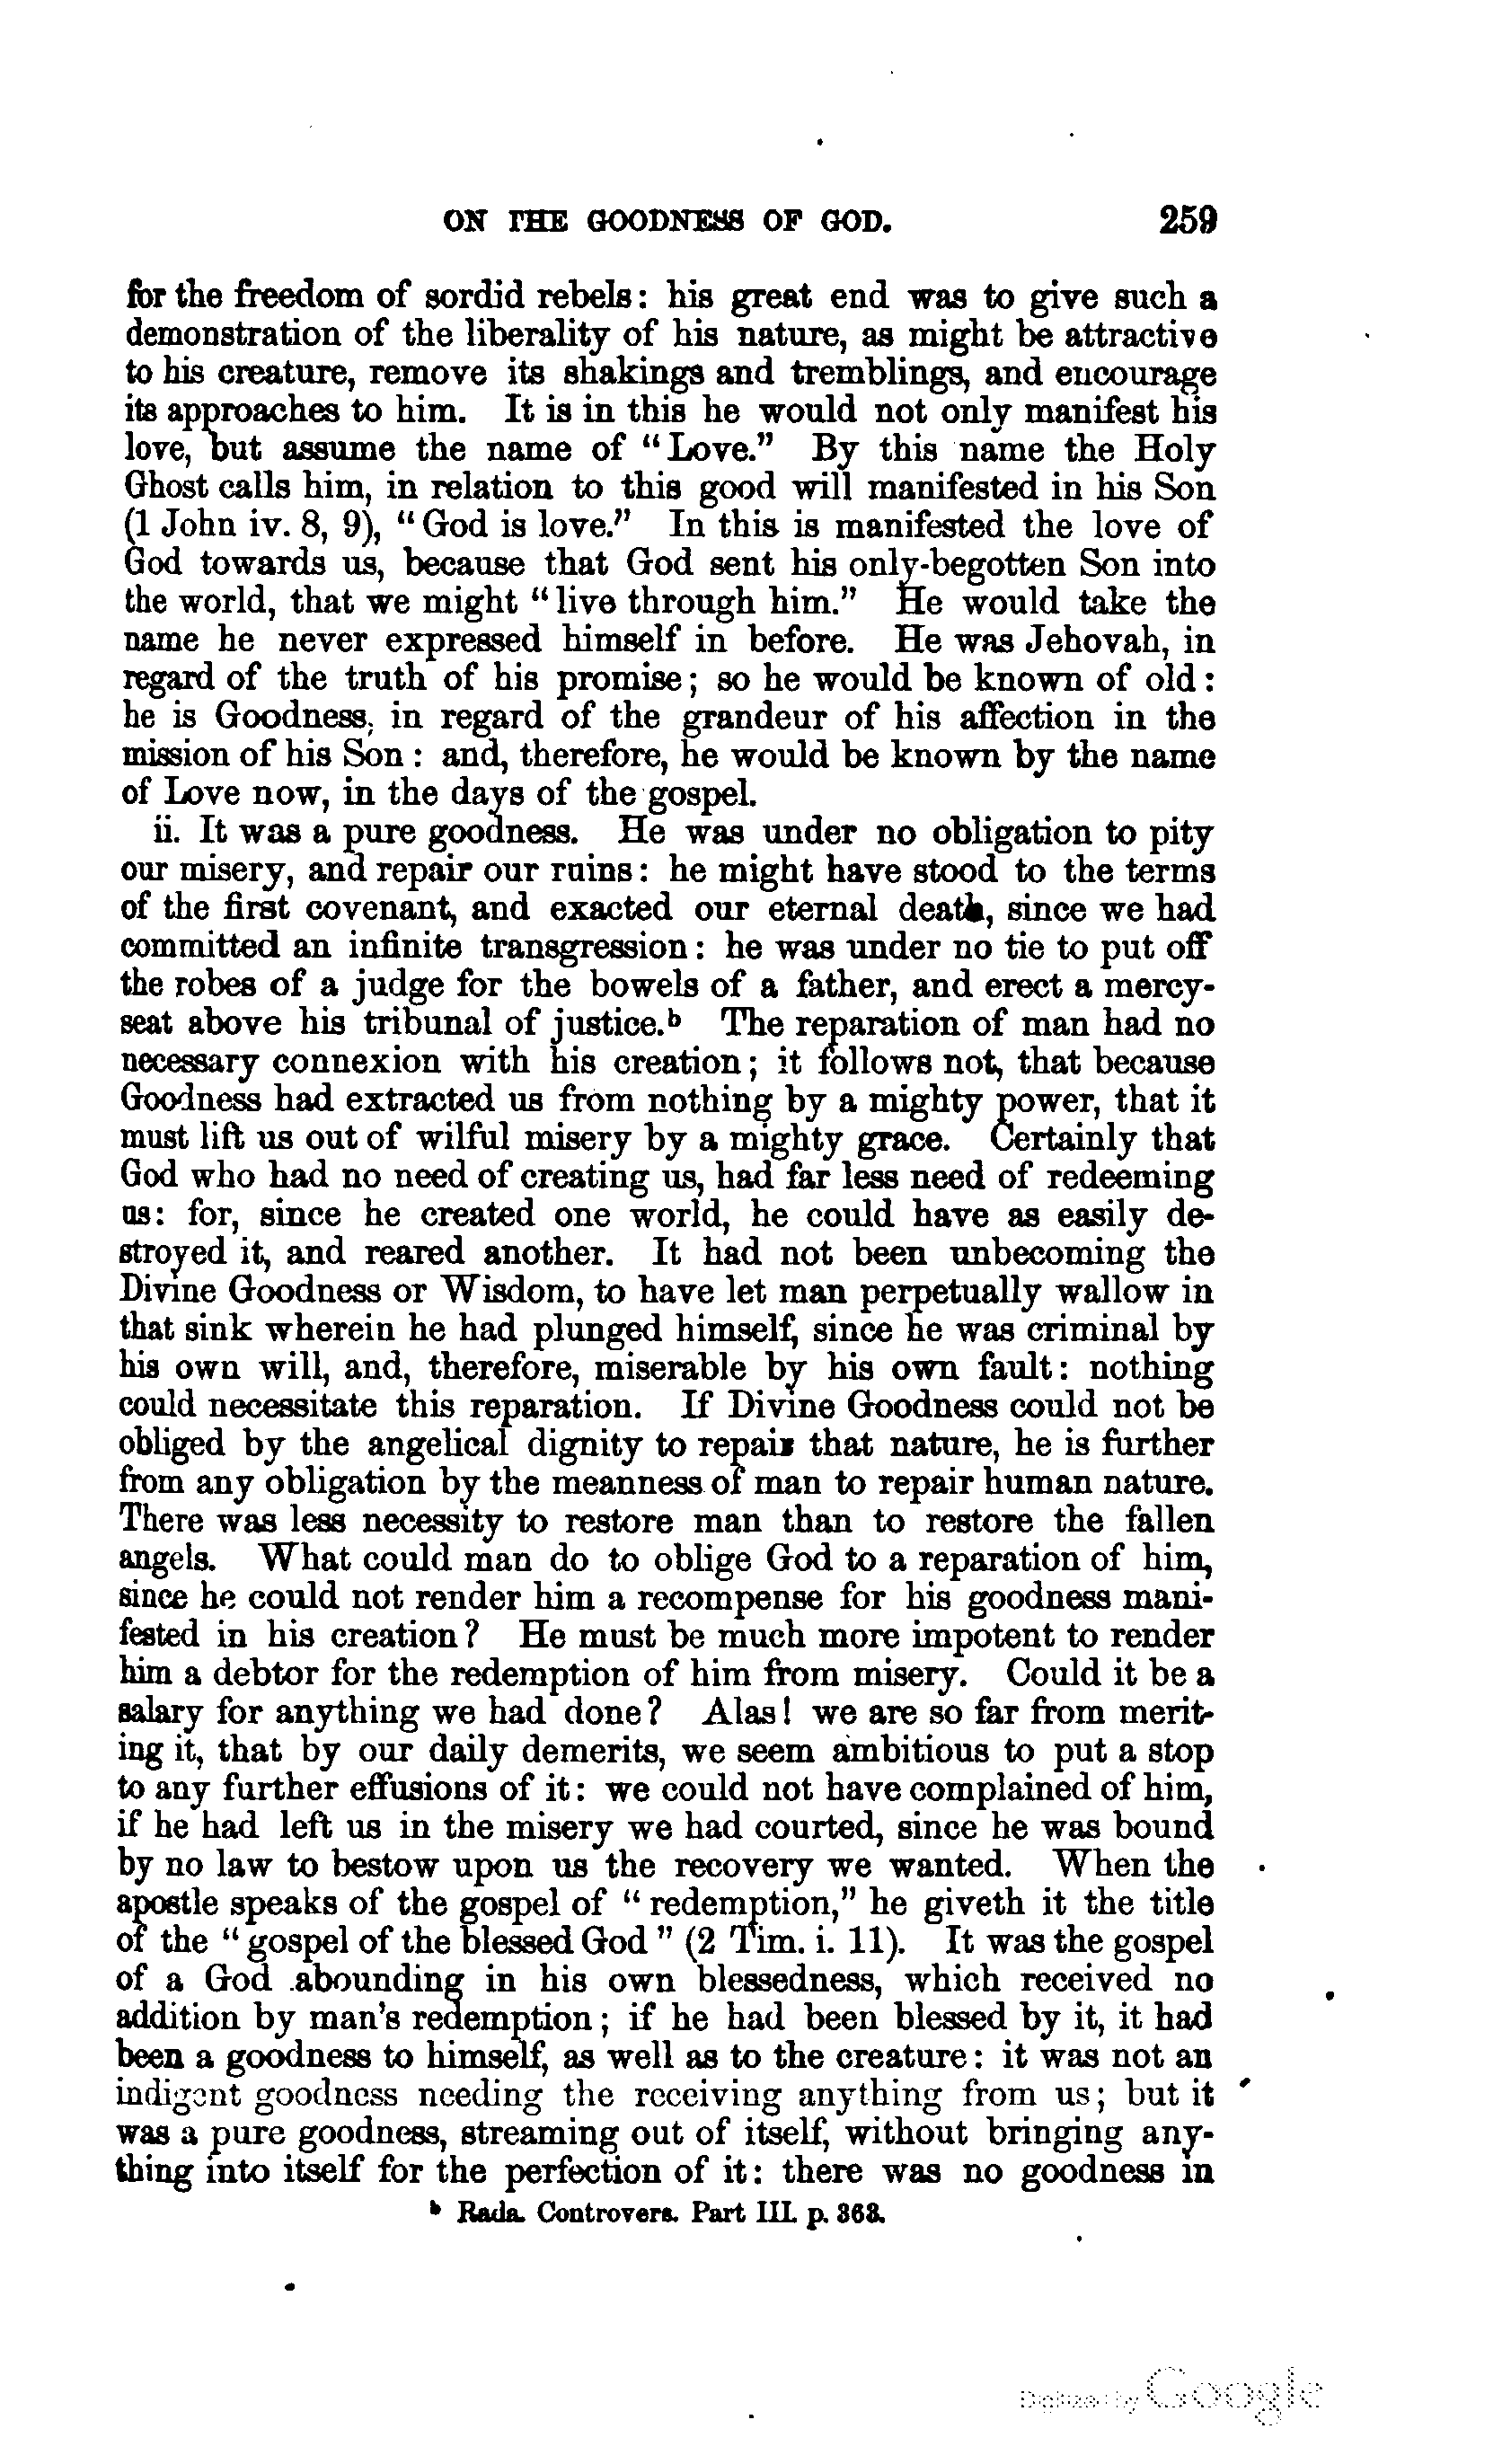 ON THE GOODNESS OF GOD. 259
for the freedom of sordid rebels: his great end was to give such a
demonstration of the liberality of his nature, as might be attractive
to his creature, remove its shakings and tremblings, and encourage
its approaches to him. It is in this he would not only manifest his
love, but assume the name of "Love." By this name the Holy
Ghost calls him, in relation to this good will manifested in his Son
(1 John iv. 8, 9), "God is love." In this is manifested the love of
God towards us, because that God sent his only-begotten Son into
the world, that we might "live through him." He would take the
name he never expressed himself in before. He was Jehovah, in
regard of the truth of his promise; so he would be known of old:
he is Goodness, in regard of the grandeur of his affection in the
mission of his Son: and, therefore, he would be known by the name
of Love now, in the days of the gospel.
ii. It was a pure goodness. He was under no obligation to pity
our misery, and repair our ruins: he might have stood to the terms
of the first covenant, and exacted our eternal death, since we had
committed an infinite transgression: he was under no tie to put off
the robes of a judge for the bowels of a father, and erect a mercy-
seat above his tribunal of justice.b The reparation of man had no
necessary connexion with his creation; it follows not, that because
Goodness had extracted us from nothing by a mighty power, that it
must lift us out of wilful misery by a mighty grace. Certainly that
God who had no need of creating us, had far less need of redeeming
us: for, since he created one world, he could have as easily de-
stroyed it, and reared another. It had not been unbecoming the
Divine Goodness or Wisdom, to have let man perpetually wallow in
that sink wherein he had plunged himself, since he was criminal by
his own will, and, therefore, miserable by his own fault: nothing
could necessitate this reparation. If Divine Goodness could not be
obliged by the angelical dignity to repair that nature, he is further
from any obligation by the meanness of man to repair human nature.
There was less necessity to restore man than to restore the fallen
angels. What could man do to oblige God to a reparation of him,
since he could not render him a recompense for his goodness mani-
fested in his creation? He must be much more impotent to render
him a debtor for the redemption of him from misery. Could it be a
salary for anything we had done? Alas! we are so far from merit-
ing it, that by our daily demerits, we seem ambitious to put a stop
to any further effusions of it: we could not have complained of him,
if he had left us in the misery we had courted, since he was bound
by no law to bestow upon us the recovery we wanted. When the
apostle speaks of the gospel of "redemption," he giveth it the title
of the "gospel of the blessed God" (2 Tim. i. 11). It was the gospel
of a God abounding in his own blessedness, which received no
addition by man's redemption; if he had been blessed by it, it had
been a goodness to himself, as well as to the creature: it was not an
indigent goodness needing the receiving anything from us; but it
was a pure goodness, streaming out of itself, without bringing any-
thing into itself for the perfection of it: there was no goodness in
b Rada. Controvers. Part III. p. 363.
Digitized by Google